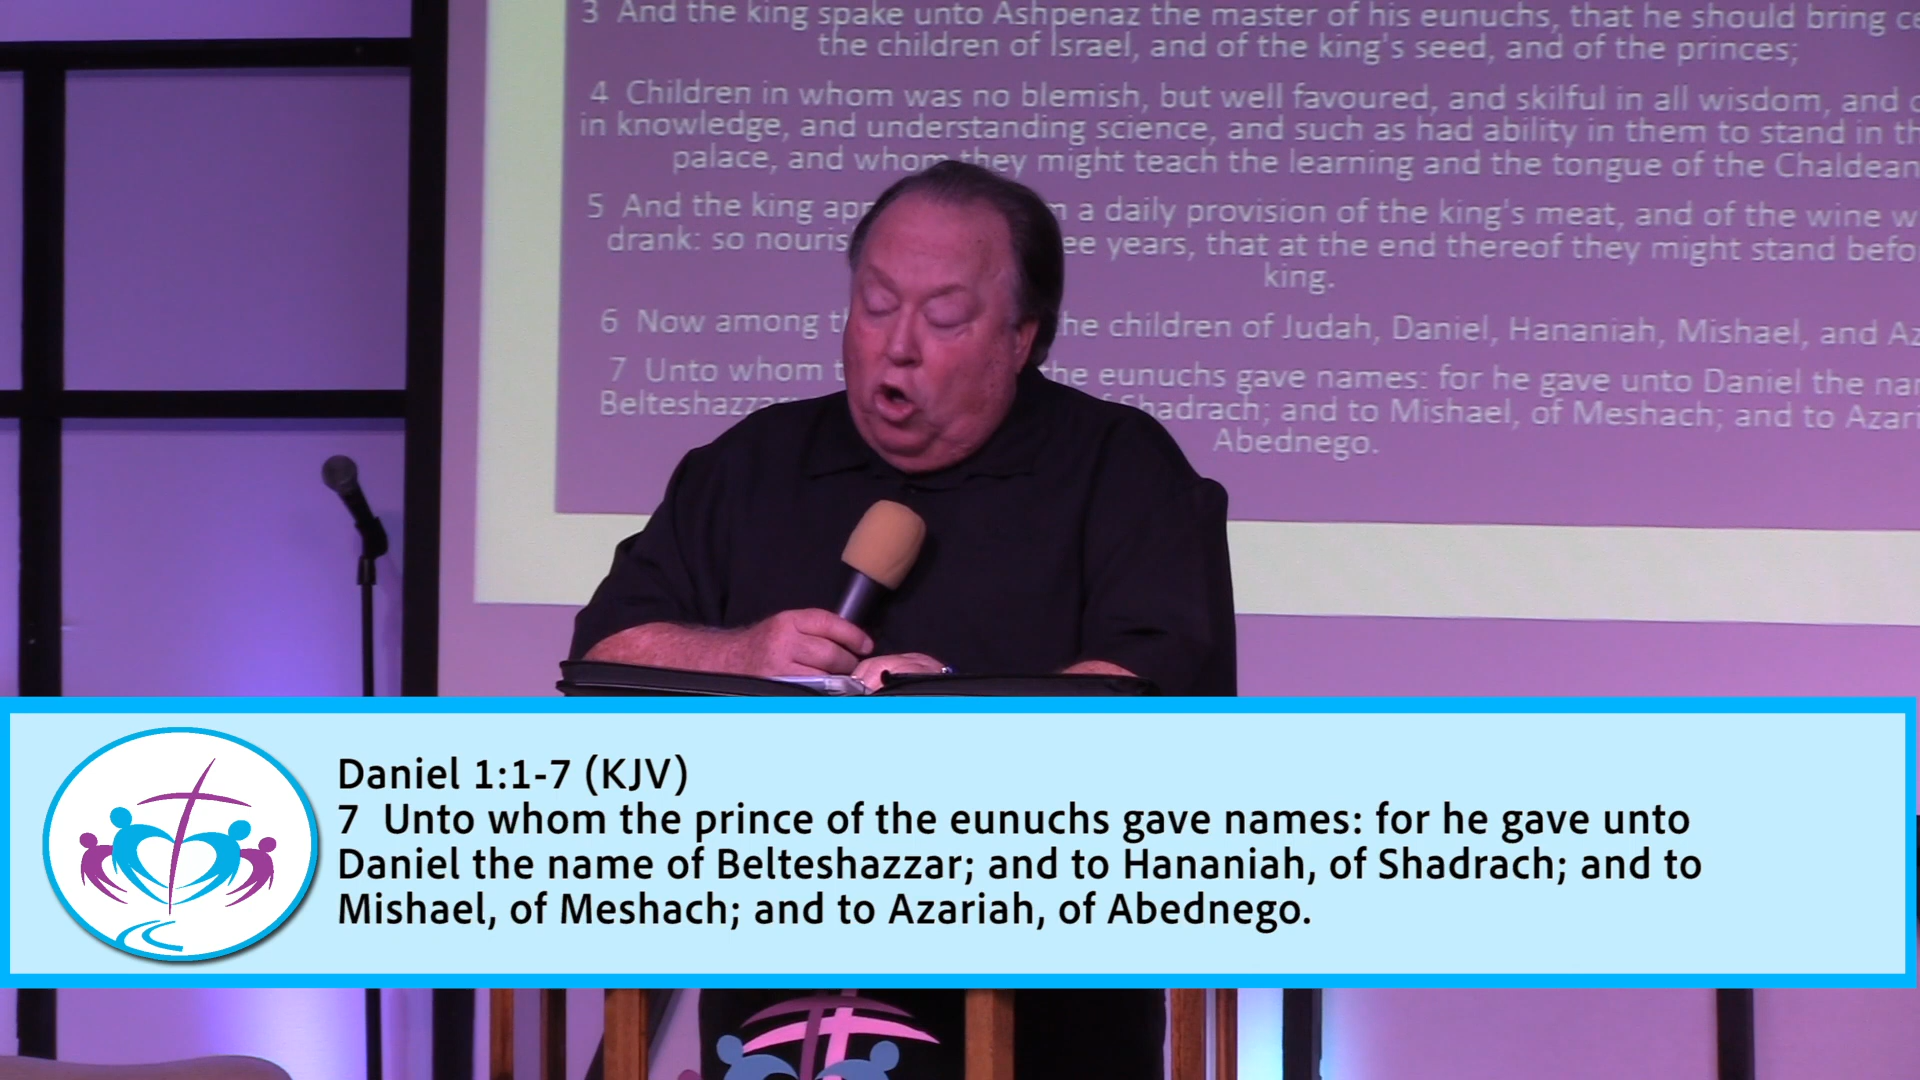 3 And the king spake unto Ashpenaz the master of his eunuchs, that he should bring
the children of Israel, and of the king's seed, and of the princes;
4 Children in whom was no blemish, but well favoured, and skilful in all wisdom, and
in knowledge, and understanding science, and such as had ability in them to stand in
palace, and whom they might teach the learning and the tongue of the Chaldean
5 And the king a daily provision of the king's meat, and of the wine
drank: so years, that at the end thereof they might stand
king.
6 Now among the children of Judah, Daniel, Hananiah, Mishael, and
7 Unto whom the eunuchs gave names: for he gave unto Daniel the
Shadrach; and to Mishael, of Meshach; and to
Abednego.
Daniel 1:1-7 (KJV)
7 Unto whom the prince of the eunuchs gave names: for he gave unto
Daniel the name of Belteshazzar; and to Hananiah, of Shadrach; and to
Mishael, of Meshach; and to Azariah, of Abednego.